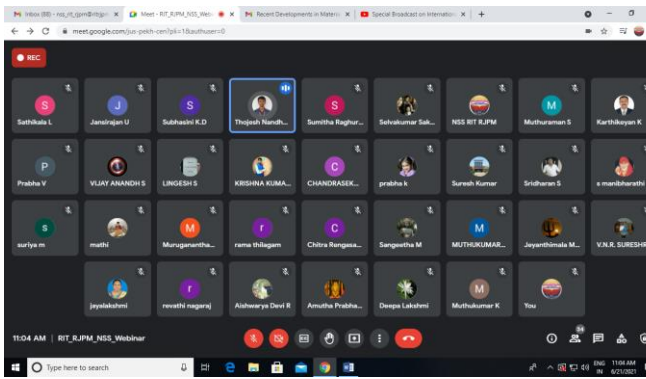 Inbox (88) - nss_rit_rjpm@ritrjpm
Meet - RIT_RJPM_NSS_Webi
Recent Developments in Materia
Special Broadcast on Internation
meet.google.com/jus-pekh-cen?pli=1&authuser=0
REC
S J S S M
Sathikala L Jansirajan U Subhasini K.D Thojesh Nandh... Sumitha Raghur... Selvakumar Sak... NSS RIT RJPM Muthuraman S Karthikeyan K
P C
Prabha V VIJAY ANANDH S LINGESH S KRISHNA KUMA... CHANDRASEK... prabha k Suresh Kumar Sridharan S s manibharathi
s M r C M
suriya m mathi Muruganantha... rama thilagam Chitra Rengasa... Sangeetha M MUTHUKUMAR... Jeyanthimala M... V.N.R. SURESHK
r M
jayalakshmi revathi nagaraj Aishwarya Devi R Amutha Prabha... Deepa Lakshmi Muthukumar K You
11:04 AM | RIT_RJPM_NSS_Webinar
34
Type here to search
ENG 11:04 AM
IN 6/21/2021